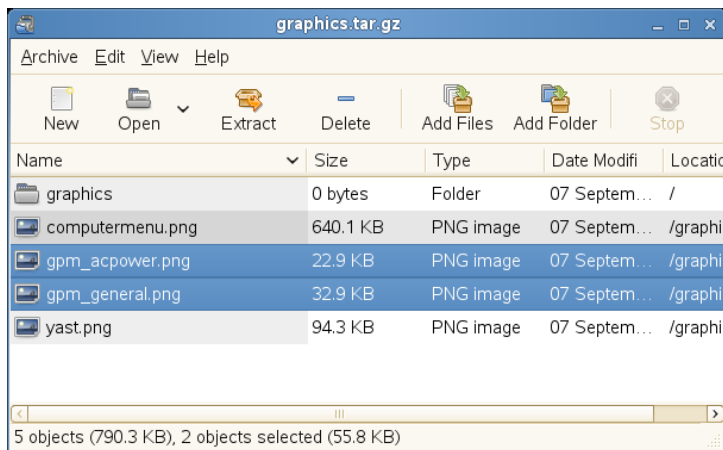 graphics.tar.gz
Archive Edit View Help
New Open Extract Delete Add Files Add Folder Stop
Name Size Type Date Modifi Locatio
graphics 0 bytes Folder 07 Septem... /
computermenu.png 640.1 KB PNG image 07 Septem... /graphi
gpm_acpower.png 22.9 KB PNG image 07 Septem... /graphi
gpm_general.png 32.9 KB PNG image 07 Septem... /graphi
yast.png 94.3 KB PNG image 07 Septem... /graphi
5 objects (790.3 KB), 2 objects selected (55.8 KB)